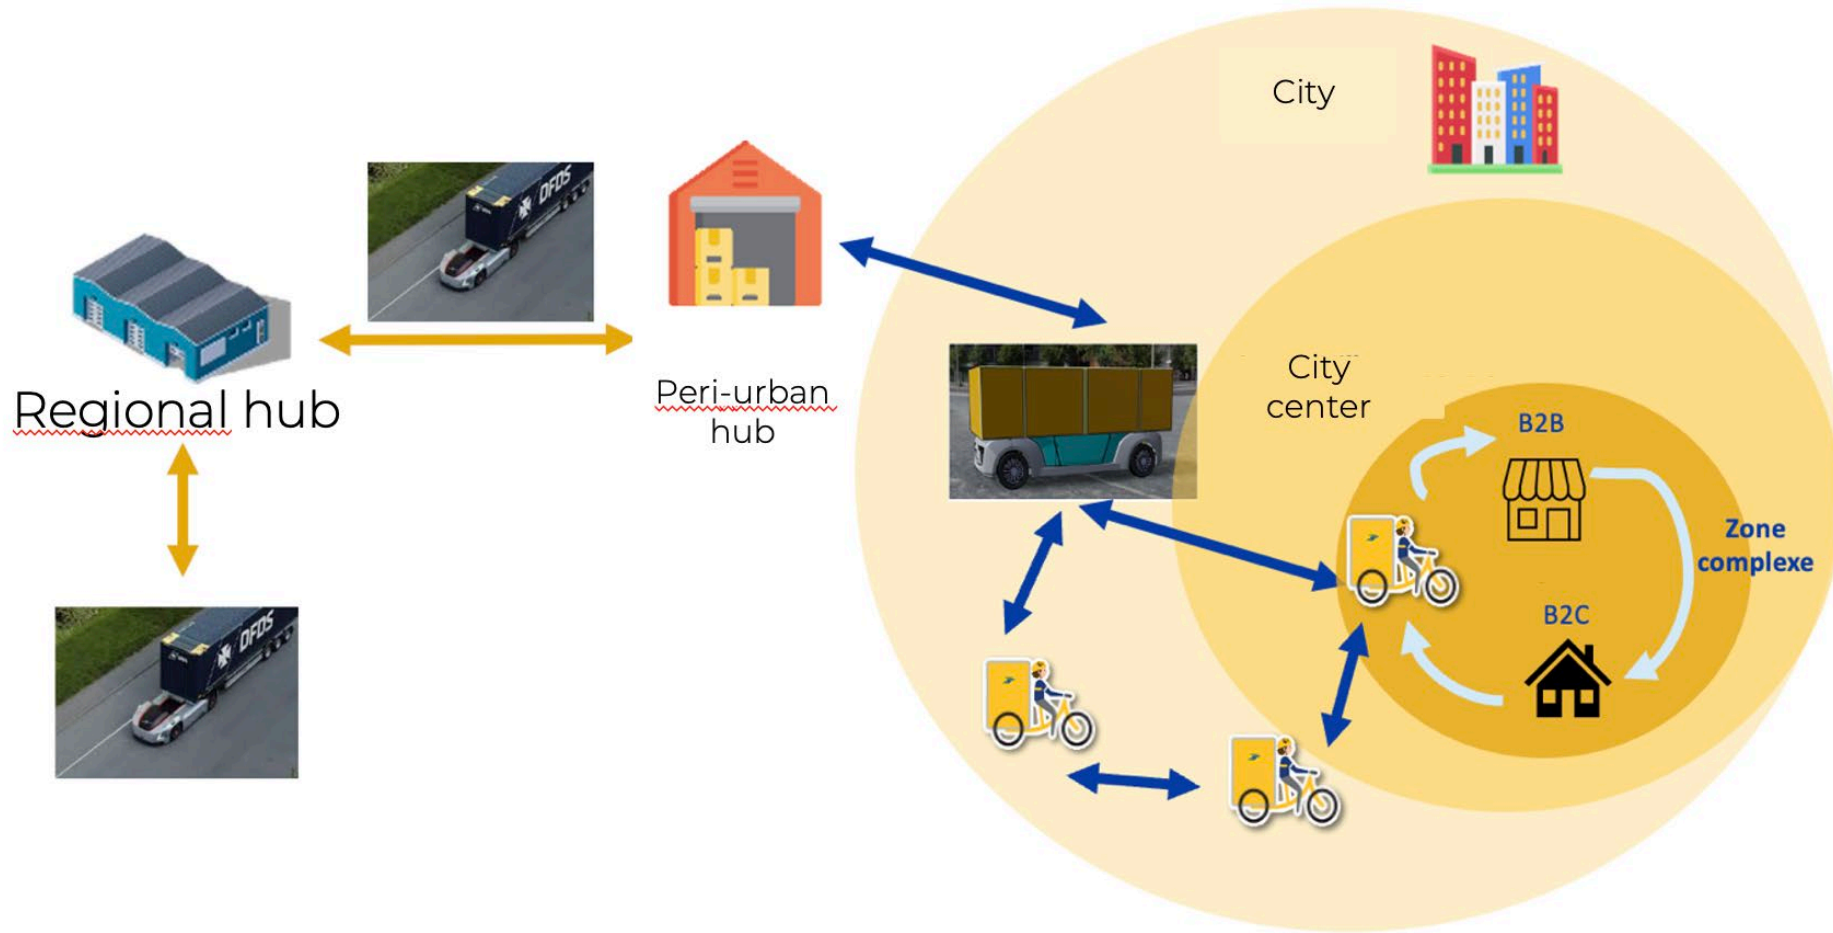 City
DFDS
Peri-urban
hub
Regional hub
City
center
B2B
Zone
complexe
B2C
DFDS